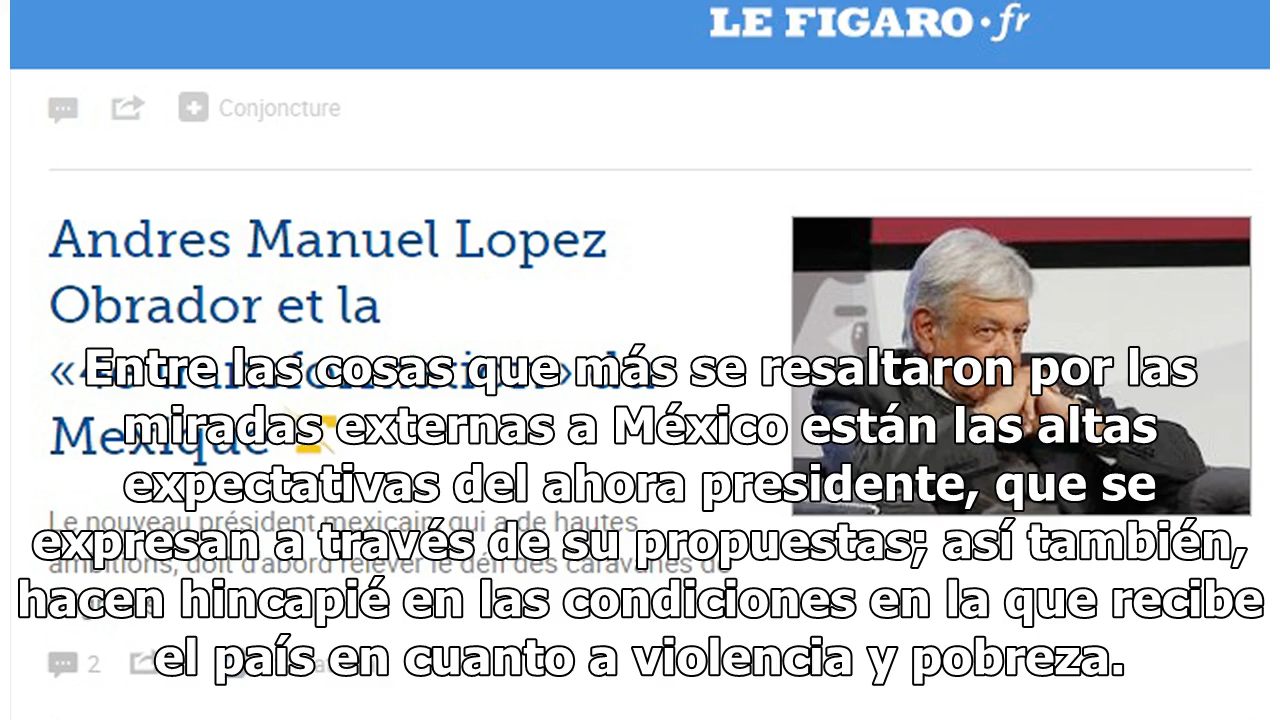 LE FIGARO·fr
Conjoncture
Andres Manuel Lopez
Obrador et la
Mexique
Le nouveau président mexicain, qui a de hautes
ambitions, doit d'abord relever le défi des caravanes de
2
Entre las cosas que más se resaltaron por las
miradas externas a México están las altas
expectativas del ahora presidente, que se
expresan a través de su propuestas; así también,
hacen hincapié en las condiciones en la que recibe
el país en cuanto a violencia y pobreza.